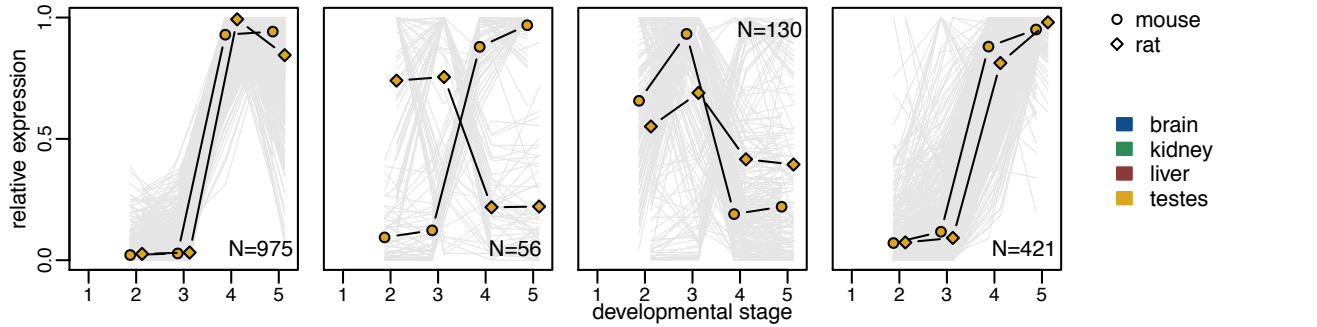 relative expression
0.0 0.5 1.0
N=975
1 2 3 4 5
N=56
1 2 3 4 5
N=130
1 2 3 4 5
N=421
1 2 3 4 5
developmental stage
mouse
rat
brain
kidney
liver
testes